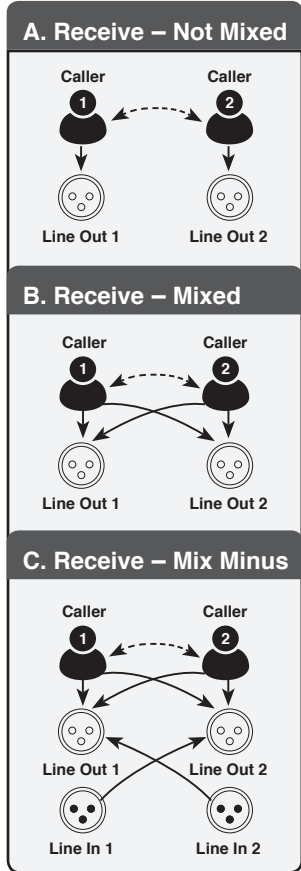 A. Receive – Not Mixed
Caller Caller
1 2
Line Out 1 Line Out 2
B. Receive – Mixed
Caller Caller
1 2
Line Out 1 Line Out 2
C. Receive – Mix Minus
Caller Caller
1 2
Line Out 1 Line Out 2
Line In 1 Line In 2